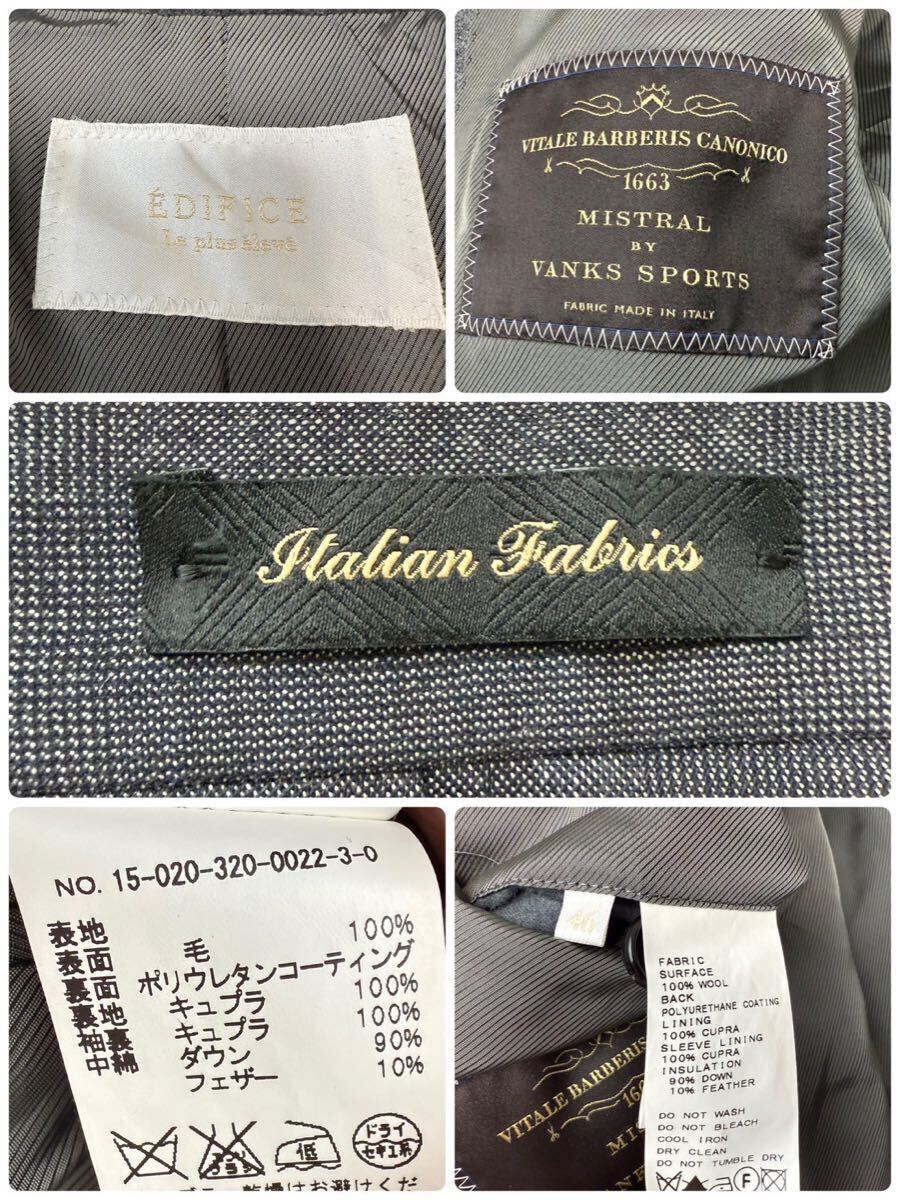 ÉDIFICE
Le plus élevé
VITALE BARBERIS CANONICO
1663
MISTRAL
BY
VANKS SPORTS
FABRIC MADE IN ITALY
Italian Fabrics
NO. 15-020-320-0022-3-0
表地
表面 毛 100%
裏面 ポリウレタンコーティング
裏地 キュプラ 100%
袖裏 キュプラ 100%
中綿 ダウン 90%
フェザー 10%
低
ドライ
セキユ系
46
FABRIC
SURFACE
100% WOOL
BACK
POLYURETHANE COATING
LINING
100% CUPRA
SLEEVE LINING
100% CUPRA
INSULATION
90% DOWN
10% FEATHER
DO NOT WASH
DO NOT BLEACH
COOL IRON
DRY CLEAN
DO NOT TUMBLE DRY
F
VITALE BARBERIS CANONICO